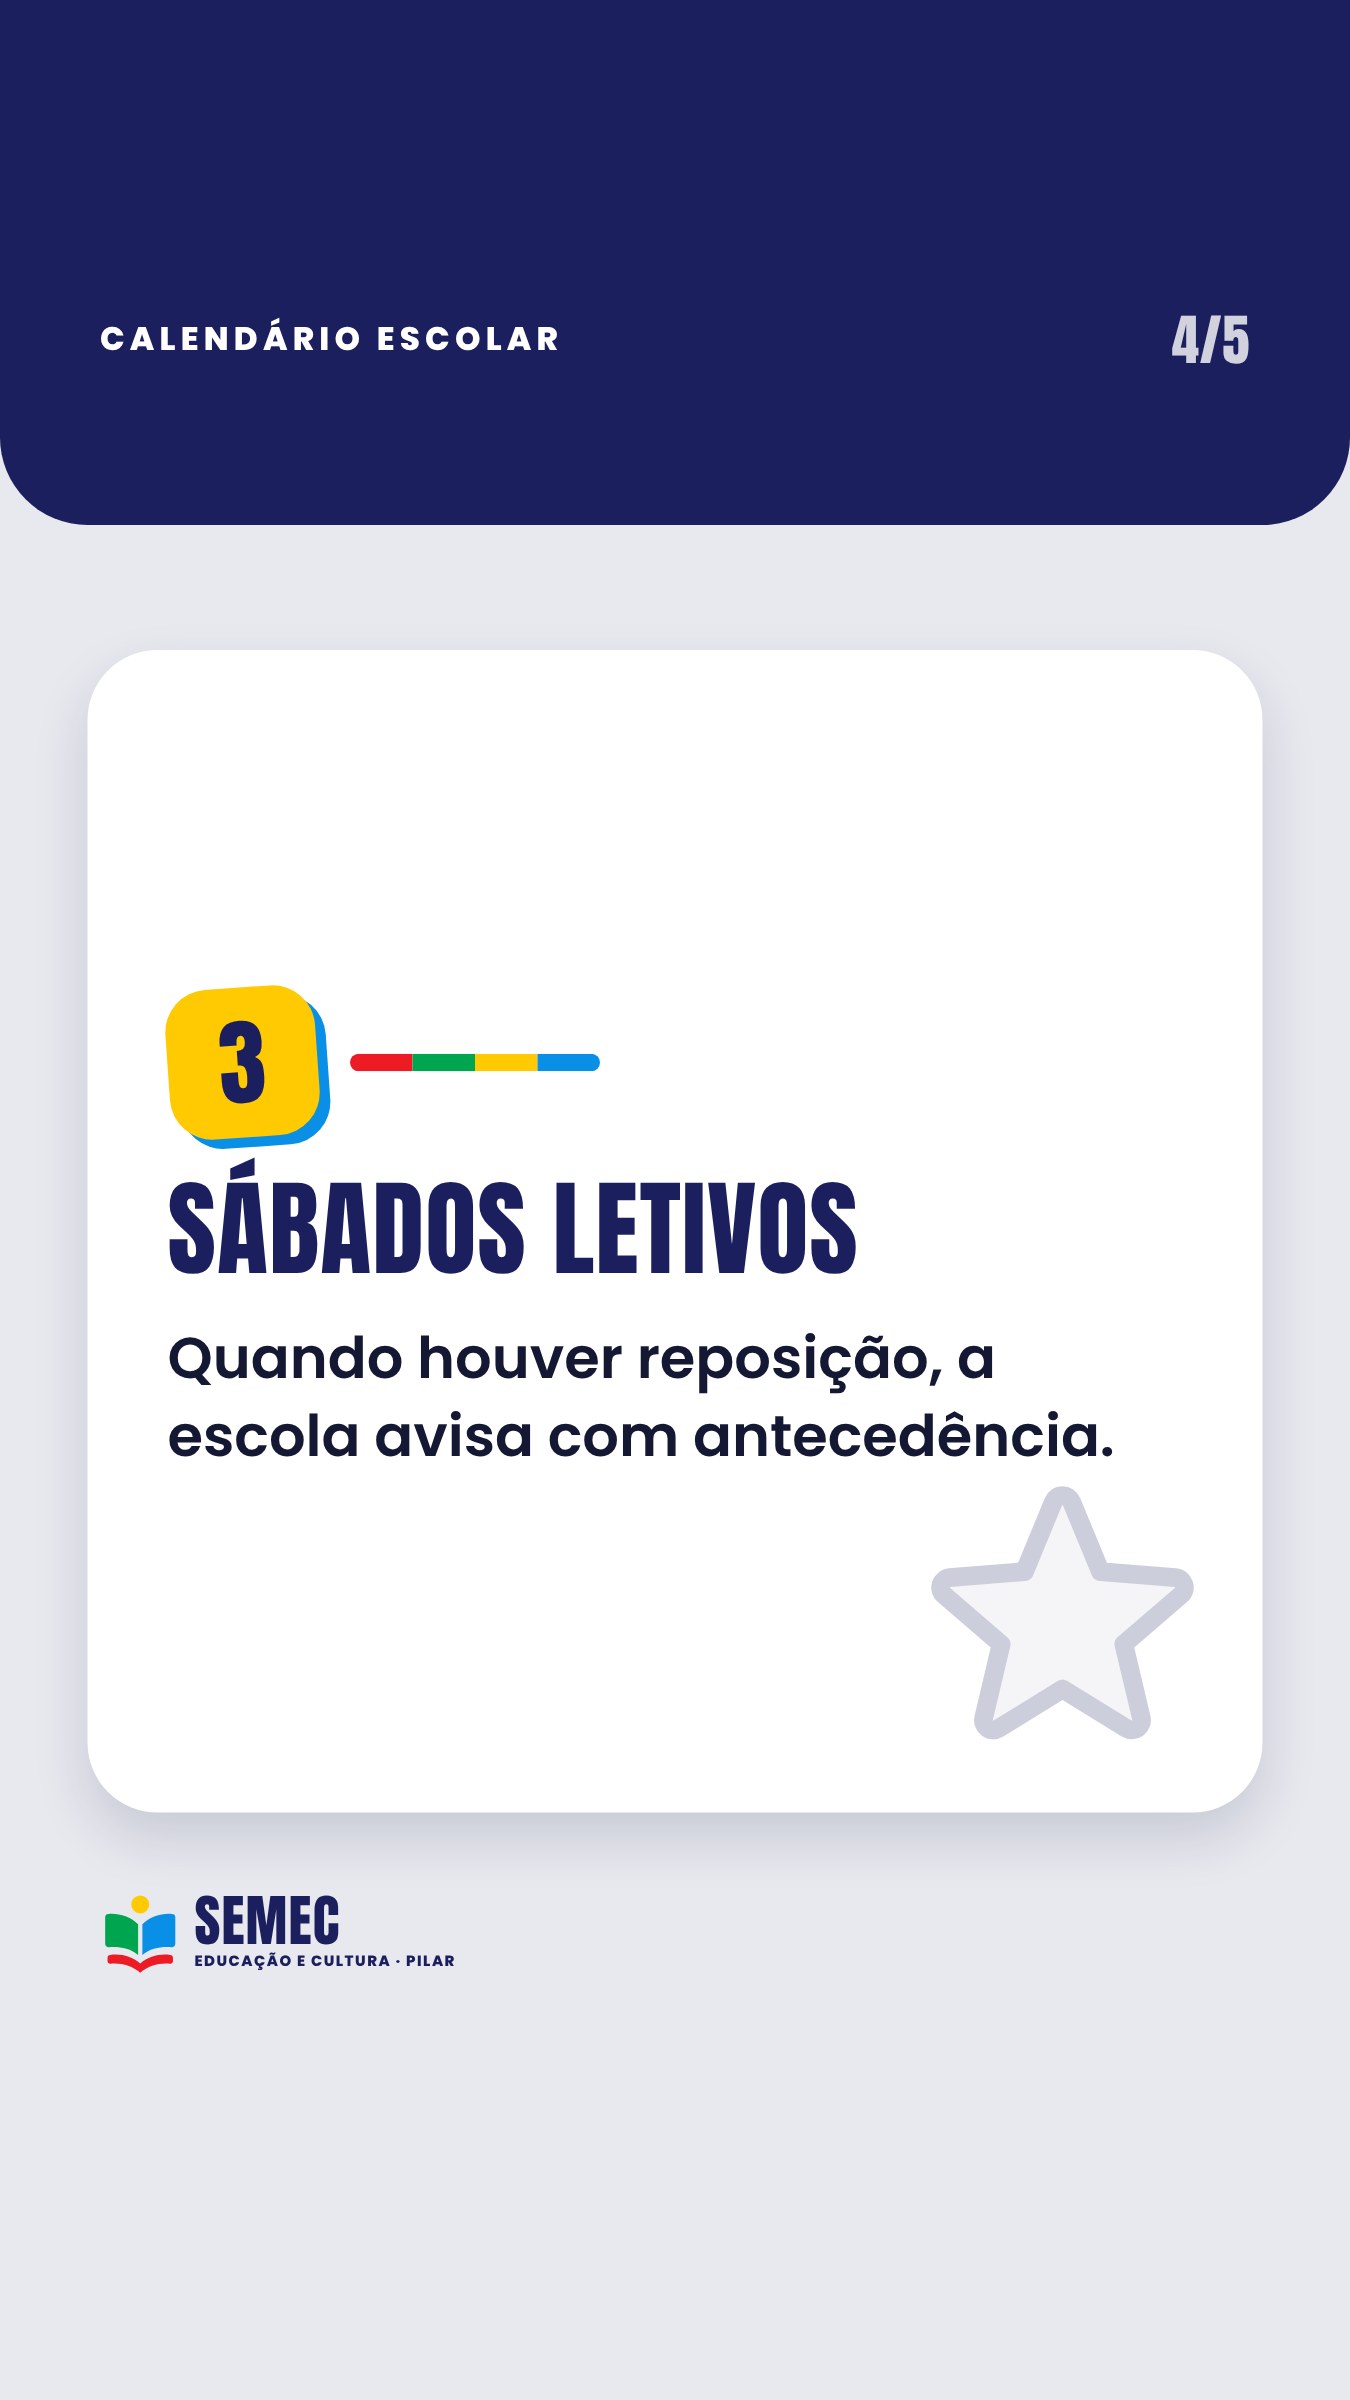 CALENDÁRIO ESCOLAR
4/5
3
SÁBADOS LETIVOS
Quando houver reposição, a
escola avisa com antecedência.
SEMEC
EDUCAÇÃO E CULTURA · PILAR